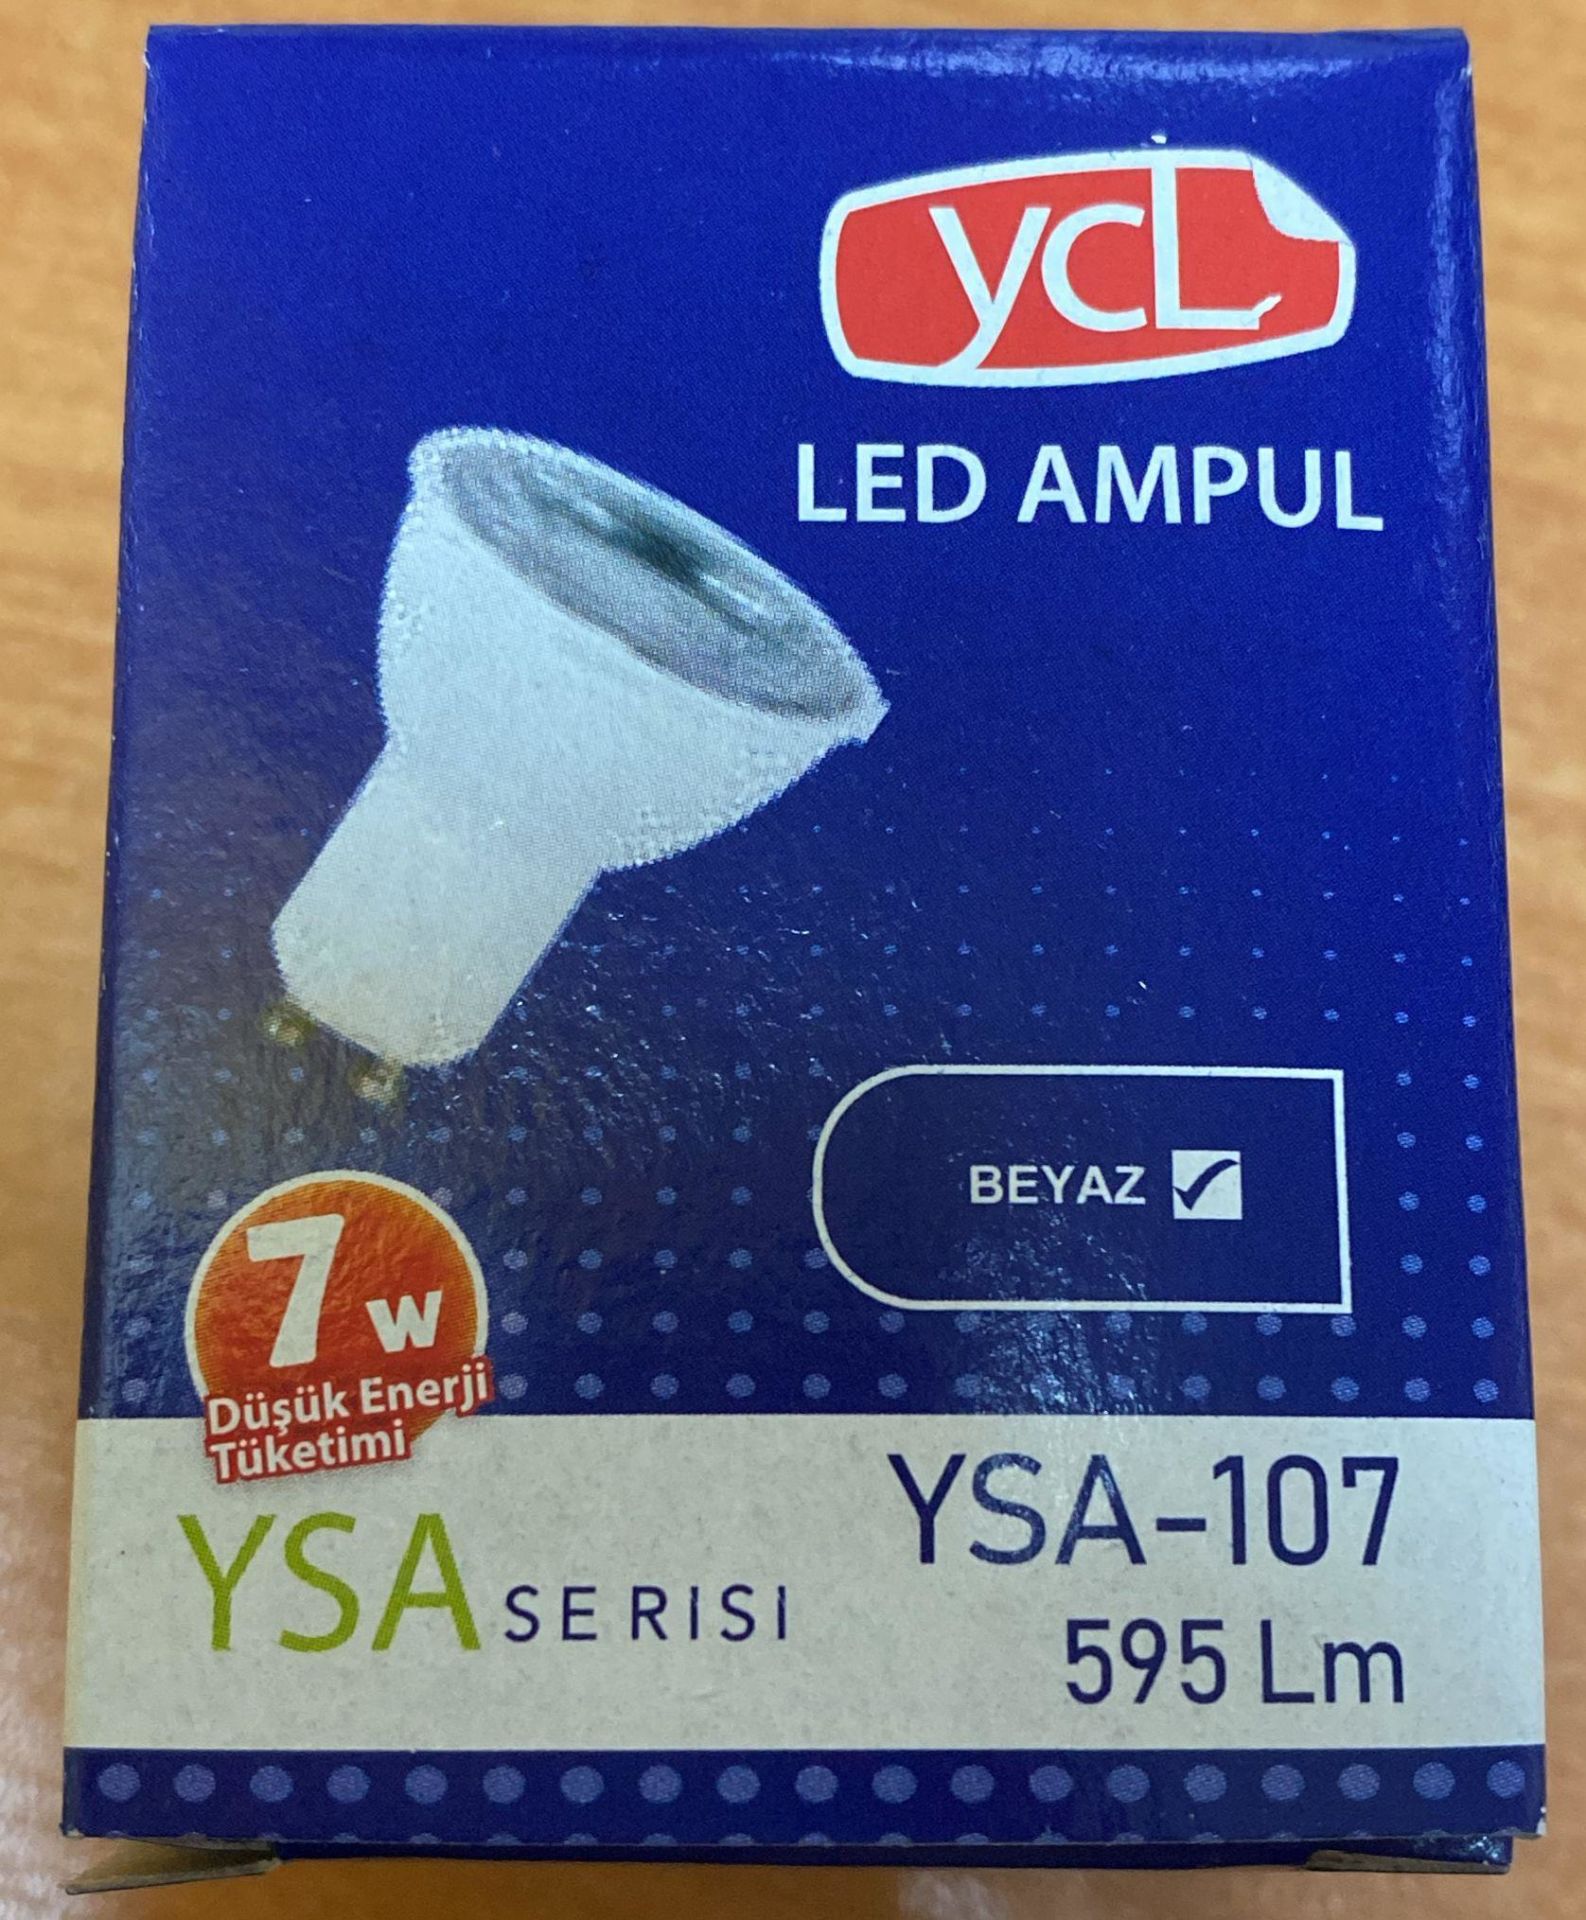 ycL
LED AMPUL
BEYAZ
7w
Düşük Enerji
Tüketimi
YSA SERISI
YSA-107
595 Lm